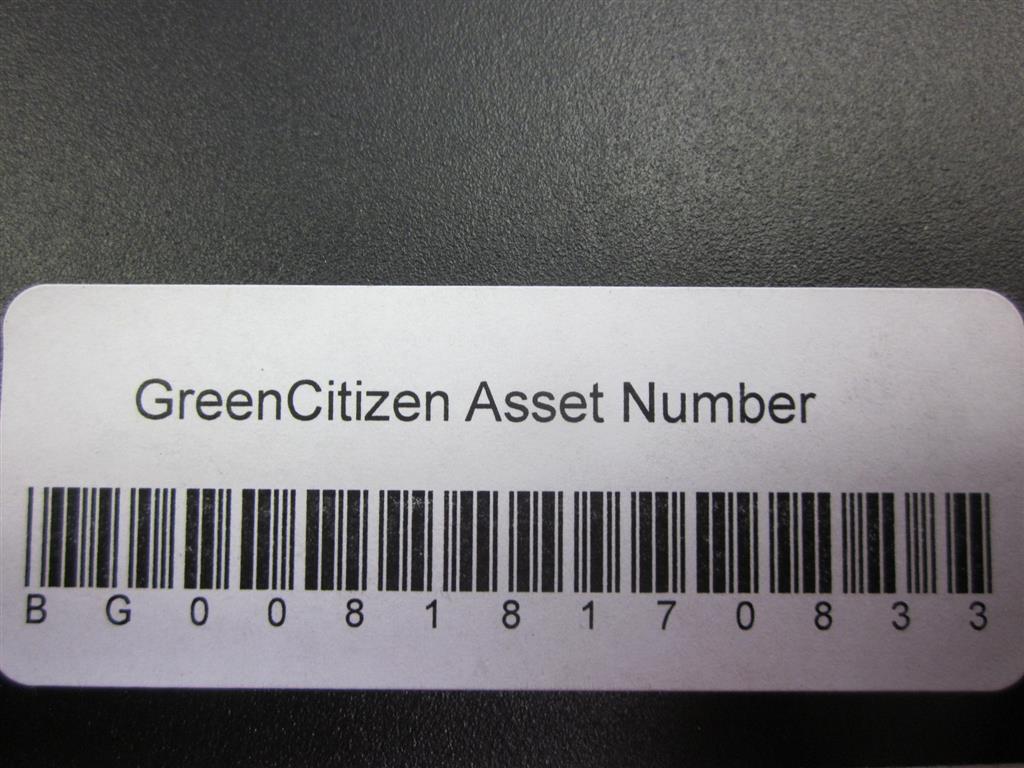 GreenCitizen Asset Number
B G 0 0 8 1 8 1 7 0 8 3 3